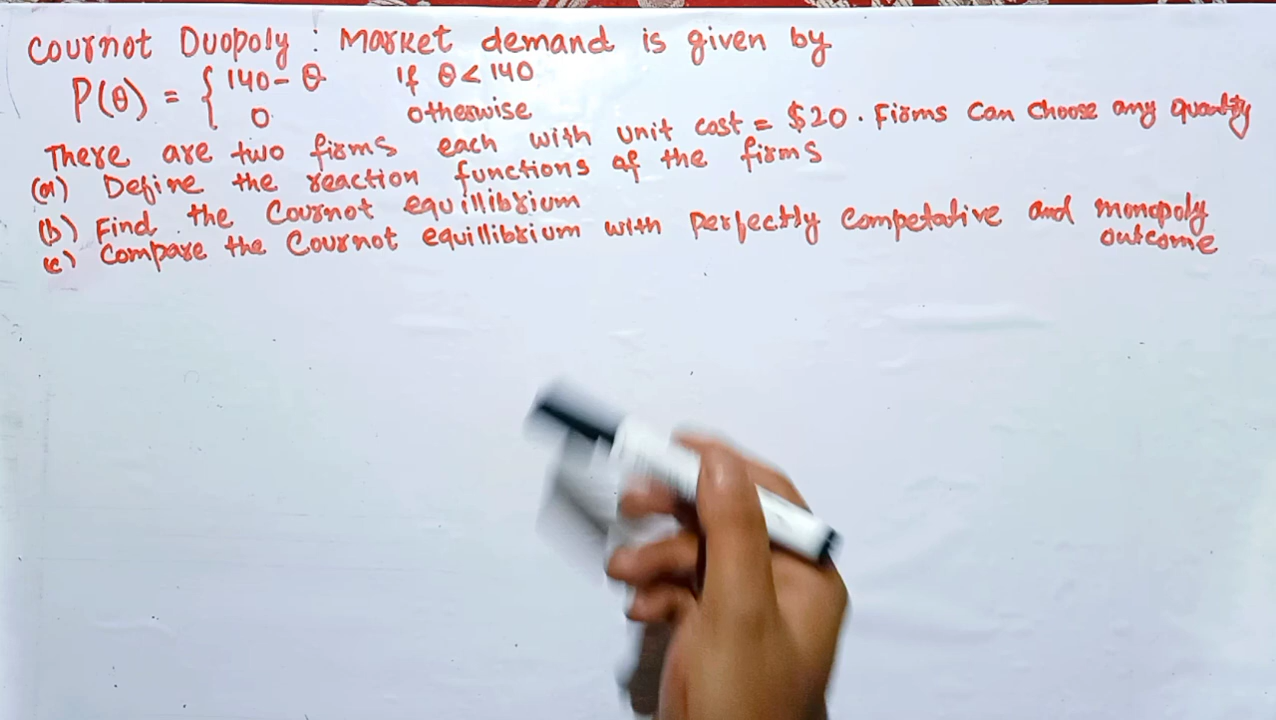 Cournot Duopoly : Market demand is given by
P(θ) = { 140 - θ if θ < 140
0 otherwise
There are two firms each with unit cost = $20. Firms can choose any quantity
(a) Define the reaction functions of the firms
(b) Find the Cournot equillibrium
(c) Compare the Cournot equillibrium with perfectly competative and monopoly
outcome